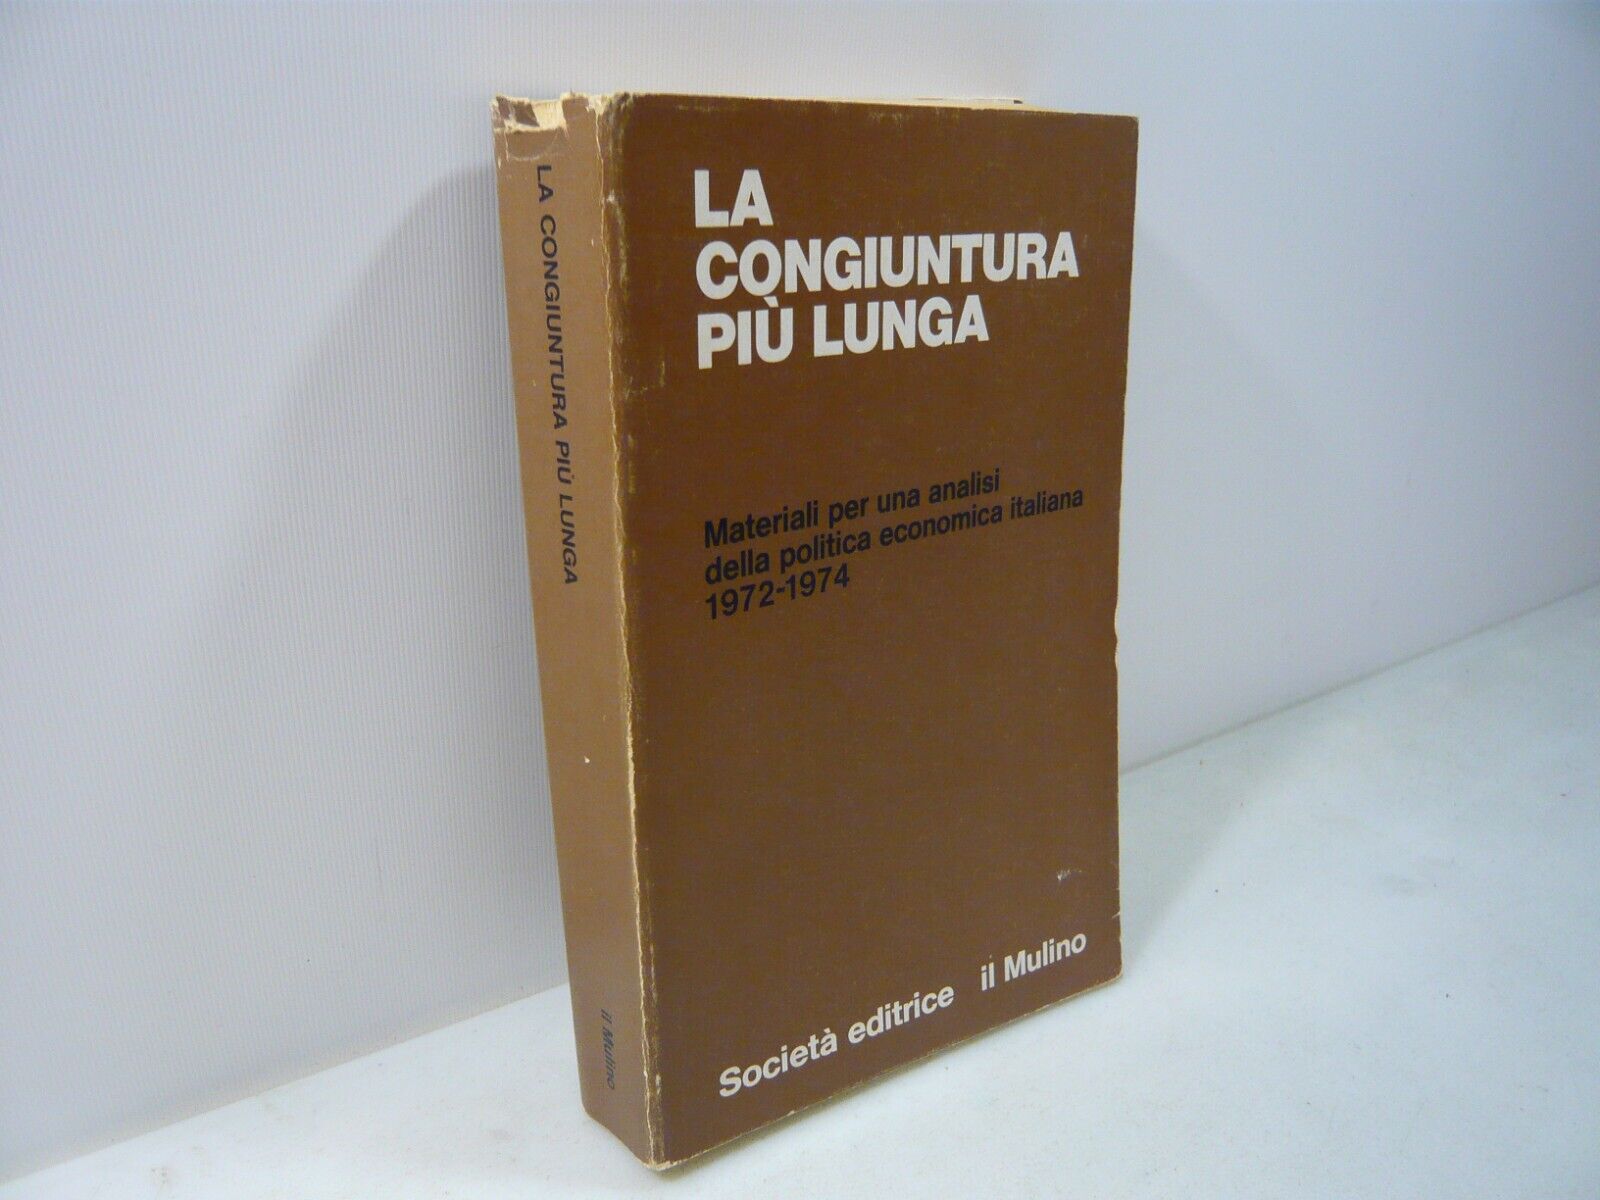 LA CONGIUNTURA PIÙ LUNGA
il Mulino
LA
CONGIUNTURA
PIÙ LUNGA
Materiali per una analisi
della politica economica italiana
1972-1974
Società editrice il Mulino